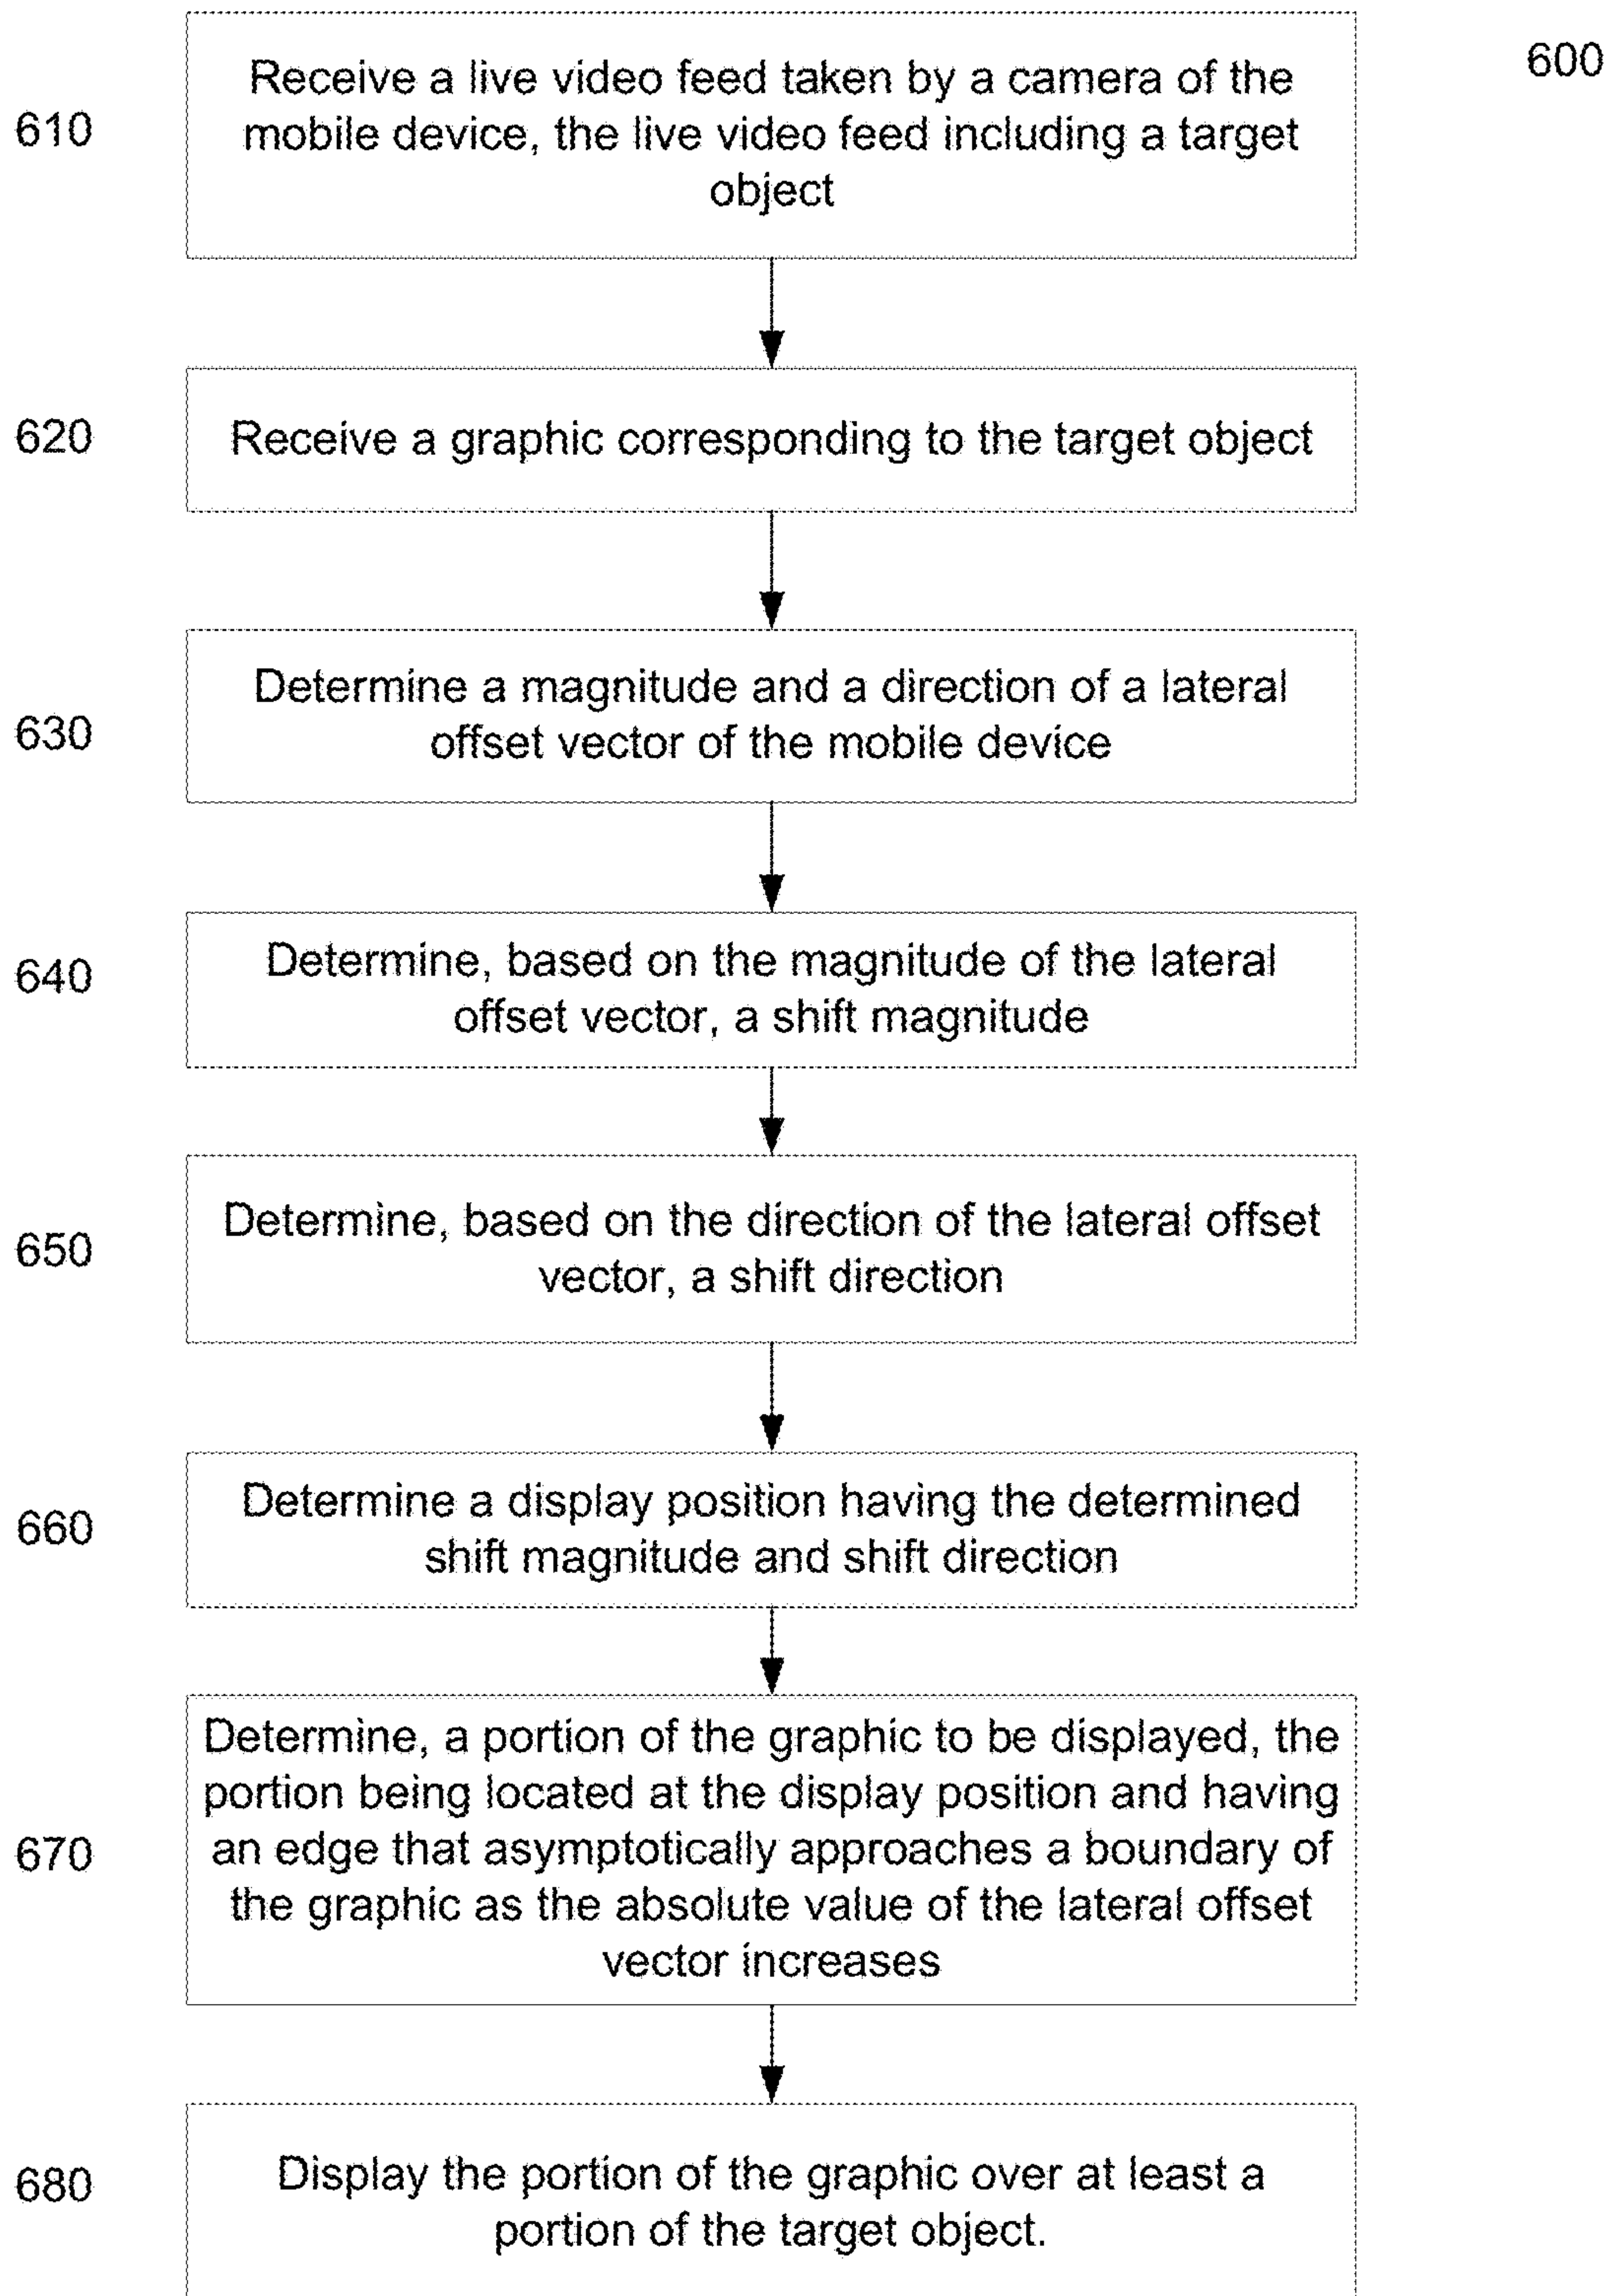 600
610
Receive a live video feed taken by a camera of the
mobile device, the live video feed including a target
object
620
Receive a graphic corresponding to the target object
630
Determine a magnitude and a direction of a lateral
offset vector of the mobile device
640
Determine, based on the magnitude of the lateral
offset vector, a shift magnitude
650
Determine, based on the direction of the lateral offset
vector, a shift direction
660
Determine a display position having the determined
shift magnitude and shift direction
670
Determine, a portion of the graphic to be displayed, the
portion being located at the display position and having
an edge that asymptotically approaches a boundary of
the graphic as the absolute value of the lateral offset
vector increases
680
Display the portion of the graphic over at least a
portion of the target object.